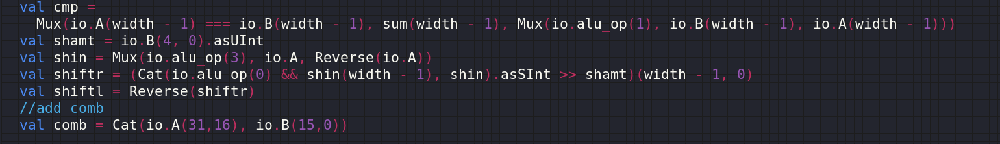 val cmp =
  Mux(io.A(width - 1) === io.B(width - 1), sum(width - 1), Mux(io.alu_op(1), io.B(width - 1), io.A(width - 1)))
val shamt = io.B(4, 0).asUInt
val shin = Mux(io.alu_op(3), io.A, Reverse(io.A))
val shiftr = (Cat(io.alu_op(0) && shin(width - 1), shin).asSInt >> shamt)(width - 1, 0)
val shiftl = Reverse(shiftr)
//add comb
val comb = Cat(io.A(31,16), io.B(15,0))